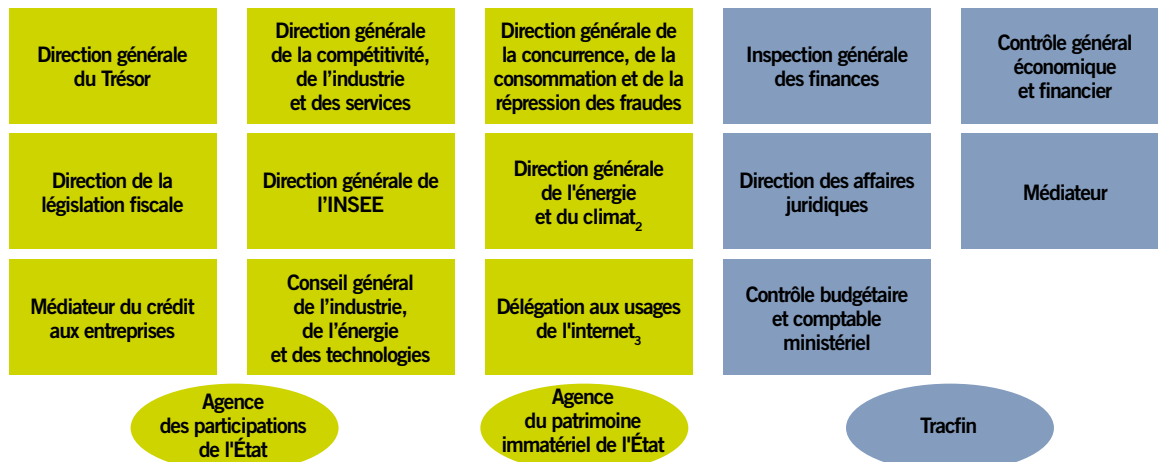 Direction générale
du Trésor
Direction générale
de la compétitivité,
de l'industrie
et des services
Direction générale de
la concurrence, de la
consommation et de la
répression des fraudes
Inspection générale
des finances
Contrôle général
économique
et financier
Direction de la
législation fiscale
Direction générale de
l'INSEE
Direction générale
de l'énergie
et du climat2
Direction des affaires
juridiques
Médiateur
Médiateur du crédit
aux entreprises
Conseil général
de l'industrie,
de l'énergie
et des technologies
Délégation aux usages
de l'internet3
Contrôle budgétaire
et comptable
ministériel
Agence
des participations
de l'État
Agence
du patrimoine
immatériel de l'État
Tracfin